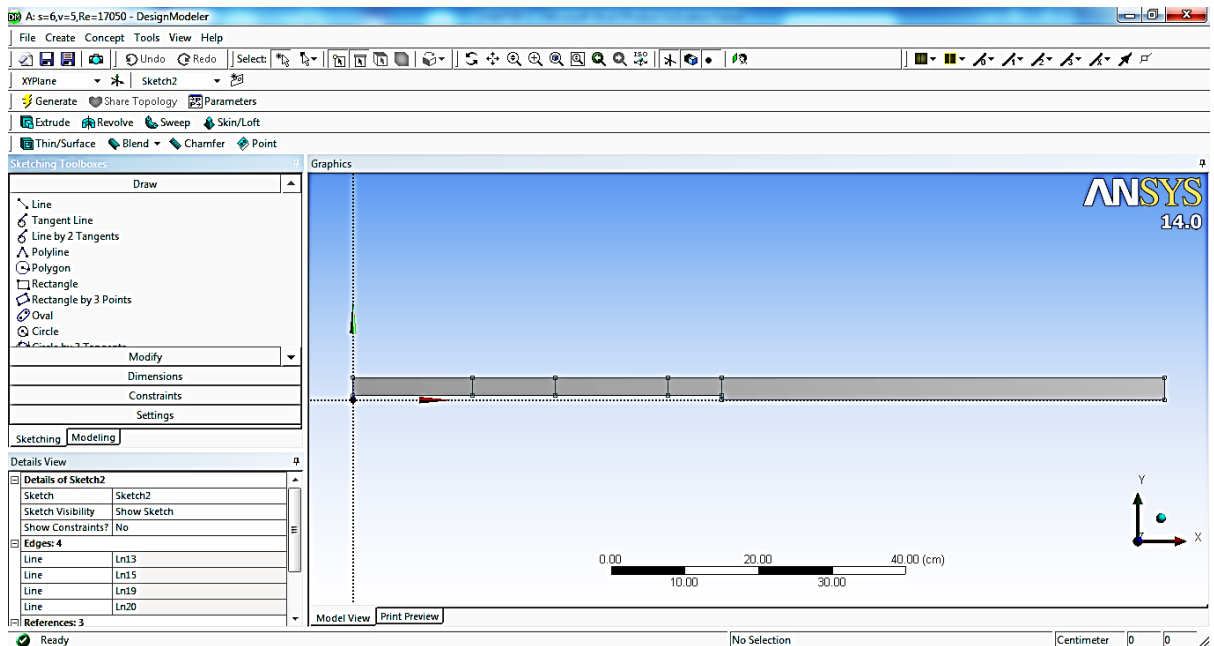 A: s=6,v=5,Re=17050 - DesignModeler
File Create Concept Tools View Help
Undo Redo Select:
XYPlane Sketch2
Generate Share Topology Parameters
Extrude Revolve Sweep Skin/Loft
Thin/Surface Blend Chamfer Point
Sketching Toolboxes
Draw
Line
Tangent Line
Line by 2 Tangents
Polyline
Polygon
Rectangle
Rectangle by 3 Points
Oval
Circle
Circle by 3 Tangents
Modify
Dimensions
Constraints
Settings
Sketching Modeling
Details View
Details of Sketch2
Sketch Sketch2
Sketch Visibility Show Sketch
Show Constraints? No
Edges: 4
Line Ln13
Line Ln15
Line Ln19
Line Ln20
References: 3
Graphics
ANSYS
14.0
Y
X
0.00 20.00 40.00 (cm)
10.00 30.00
Model View Print Preview
Ready No Selection Centimeter 0 0